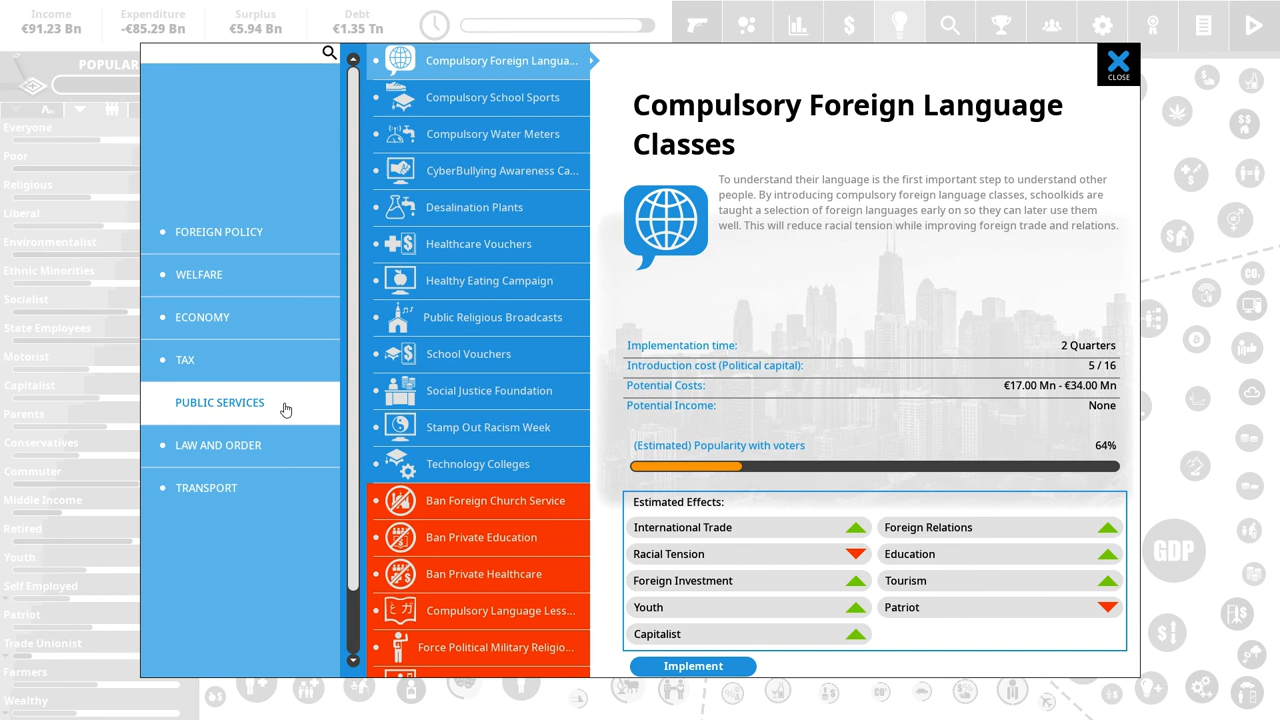 Income
€91.23 Bn
Expenditure
-€85.29 Bn
Surplus
€5.94 Bn
Debt
€1.35 Tn
POPULAR
Everyone
Poor
Religious
Liberal
Environmentalist
Ethnic Minorities
Socialist
State Employees
Motorist
Capitalist
Parents
Conservatives
Commuter
Middle Income
Retired
Youth
Self Employed
Patriot
Trade Unionist
Farmers
Wealthy
FOREIGN POLICY
WELFARE
ECONOMY
TAX
PUBLIC SERVICES
LAW AND ORDER
TRANSPORT
Compulsory Foreign Langua...
Compulsory School Sports
Compulsory Water Meters
CyberBullying Awareness Ca...
Desalination Plants
Healthcare Vouchers
Healthy Eating Campaign
Public Religious Broadcasts
School Vouchers
Social Justice Foundation
Stamp Out Racism Week
Technology Colleges
Ban Foreign Church Service
Ban Private Education
Ban Private Healthcare
Compulsory Language Less...
Force Political Military Religio...
CLOSE
Compulsory Foreign Language
Classes
To understand their language is the first important step to understand other
people. By introducing compulsory foreign language classes, schoolkids are
taught a selection of foreign languages early on so they can later use them
well. This will reduce racial tension while improving foreign trade and relations.
Implementation time: 2 Quarters
Introduction cost (Political capital): 5 / 16
Potential Costs: €17.00 Mn - €34.00 Mn
Potential Income: None
(Estimated) Popularity with voters 64%
Estimated Effects:
International Trade
Foreign Relations
Racial Tension
Education
Foreign Investment
Tourism
Youth
Patriot
Capitalist
Implement
GDP